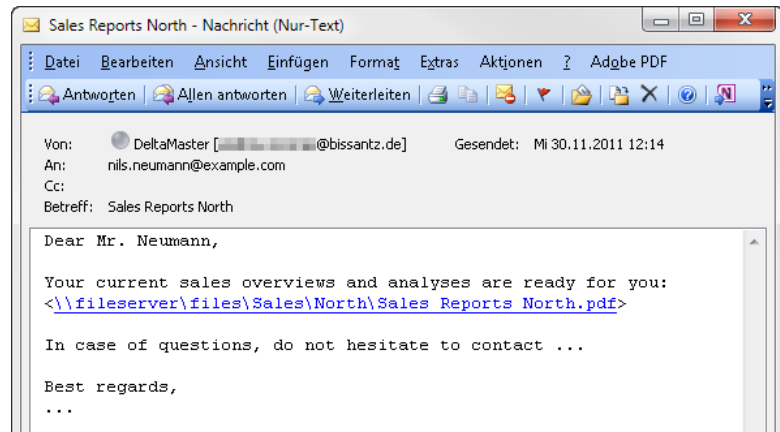 Sales Reports North - Nachricht (Nur-Text)
Datei Bearbeiten Ansicht Einfügen Format Extras Aktionen ? Adobe PDF
Antworten Allen antworten Weiterleiten
Von: DeltaMaster [ @bissantz.de] Gesendet: Mi 30.11.2011 12:14
An: nils.neumann@example.com
Cc:
Betreff: Sales Reports North
Dear Mr. Neumann,
Your current sales overviews and analyses are ready for you:
<\\fileserver\files\Sales\North\Sales Reports North.pdf>
In case of questions, do not hesitate to contact ...
Best regards,
...